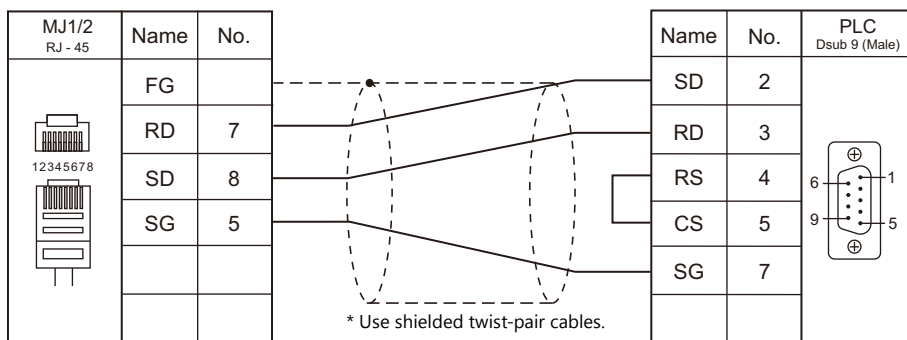 MJ1/2
RJ - 45
Name No.
FG
RD 7
SD 8
SG 5
12345678
* Use shielded twist-pair cables.
Name No.
PLC
Dsub 9 (Male)
SD 2
RD 3
RS 4
CS 5
SG 7
6 1
9 5